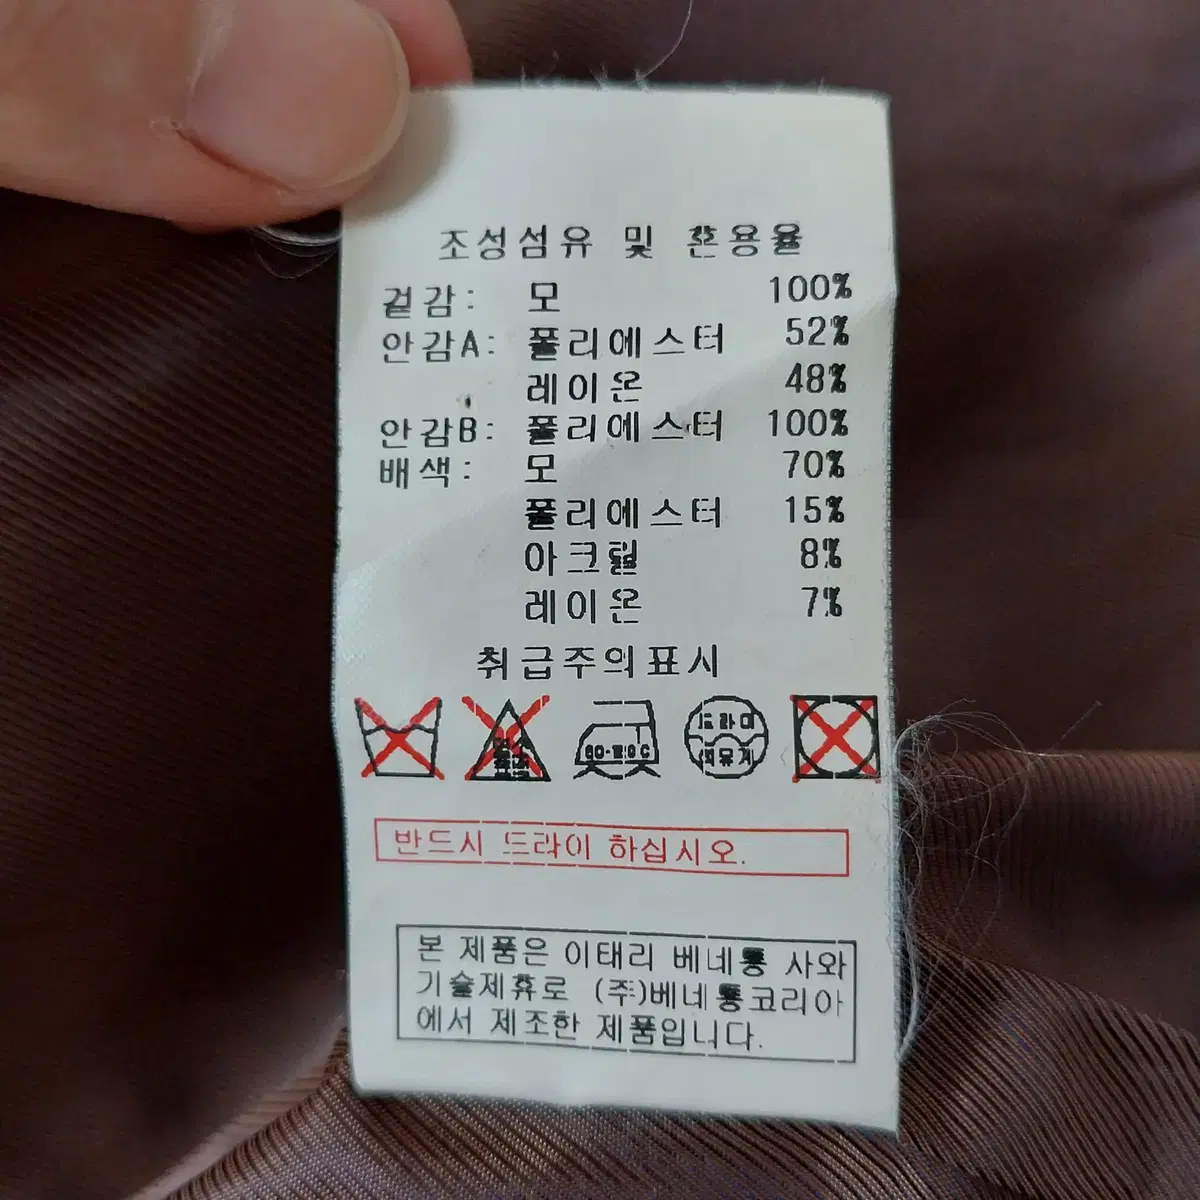 조성섬유 및 혼용율
겉감: 모 100%
안감A: 폴리에스터 52%
레이온 48%
안감B: 폴리에스터 100%
배색: 모 70%
폴리에스터 15%
아크릴 8%
레이온 7%
취급주의표시
드라이
석유계
반드시 드라이 하십시오.
본 제품은 이태리 베네통 사와
기술제휴로 (주)베네통코리아
에서 제조한 제품입니다.